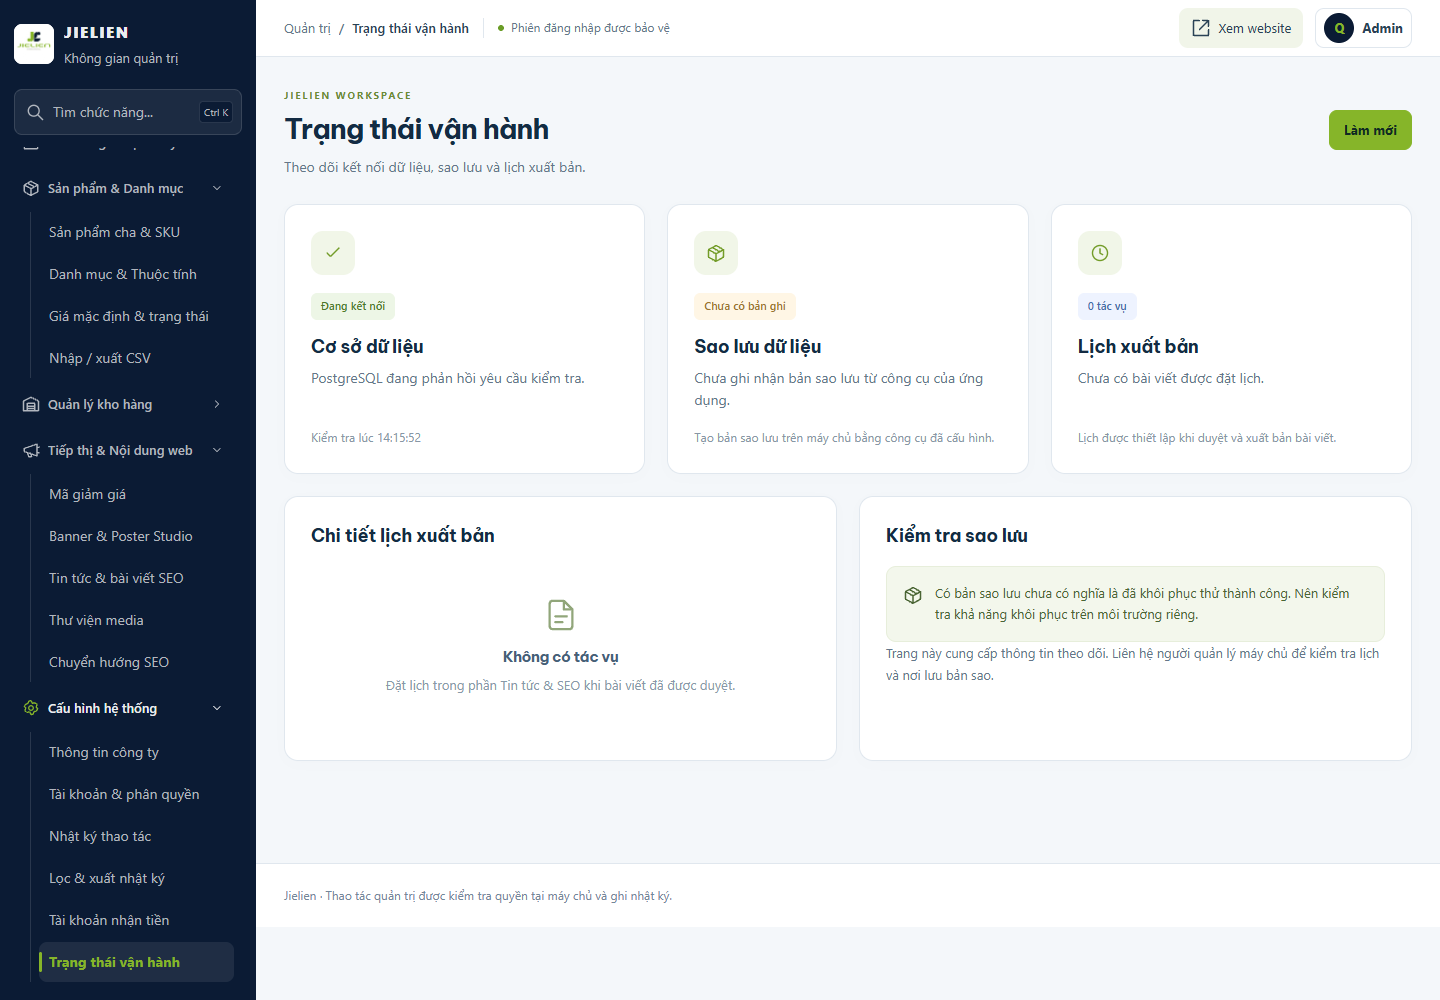 JIELIEN
Không gian quản trị
Tìm chức năng...
Ctrl K
Sản phẩm & Danh mục
Sản phẩm cha & SKU
Danh mục & Thuộc tính
Giá mặc định & trạng thái
Nhập / xuất CSV
Quản lý kho hàng
Tiếp thị & Nội dung web
Mã giảm giá
Banner & Poster Studio
Tin tức & bài viết SEO
Thư viện media
Chuyển hướng SEO
Cấu hình hệ thống
Thông tin công ty
Tài khoản & phân quyền
Nhật ký thao tác
Lọc & xuất nhật ký
Tài khoản nhận tiền
Trạng thái vận hành
Quản trị / Trạng thái vận hành
Phiên đăng nhập được bảo vệ
Xem website
Q
Admin
JIELIEN WORKSPACE
Trạng thái vận hành
Theo dõi kết nối dữ liệu, sao lưu và lịch xuất bản.
Làm mới
Đang kết nối
Cơ sở dữ liệu
PostgreSQL đang phản hồi yêu cầu kiểm tra.
Kiểm tra lúc 14:15:52
Chưa có bản ghi
Sao lưu dữ liệu
Chưa ghi nhận bản sao lưu từ công cụ của ứng
dụng.
Tạo bản sao lưu trên máy chủ bằng công cụ đã cấu hình.
0 tác vụ
Lịch xuất bản
Chưa có bài viết được đặt lịch.
Lịch được thiết lập khi duyệt và xuất bản bài viết.
Chi tiết lịch xuất bản
Không có tác vụ
Đặt lịch trong phần Tin tức & SEO khi bài viết đã được duyệt.
Kiểm tra sao lưu
Có bản sao lưu chưa có nghĩa là đã khôi phục thử thành công. Nên kiểm
tra khả năng khôi phục trên môi trường riêng.
Trang này cung cấp thông tin theo dõi. Liên hệ người quản lý máy chủ để kiểm tra lịch
và nơi lưu bản sao.
Jielien · Thao tác quản trị được kiểm tra quyền tại máy chủ và ghi nhật ký.